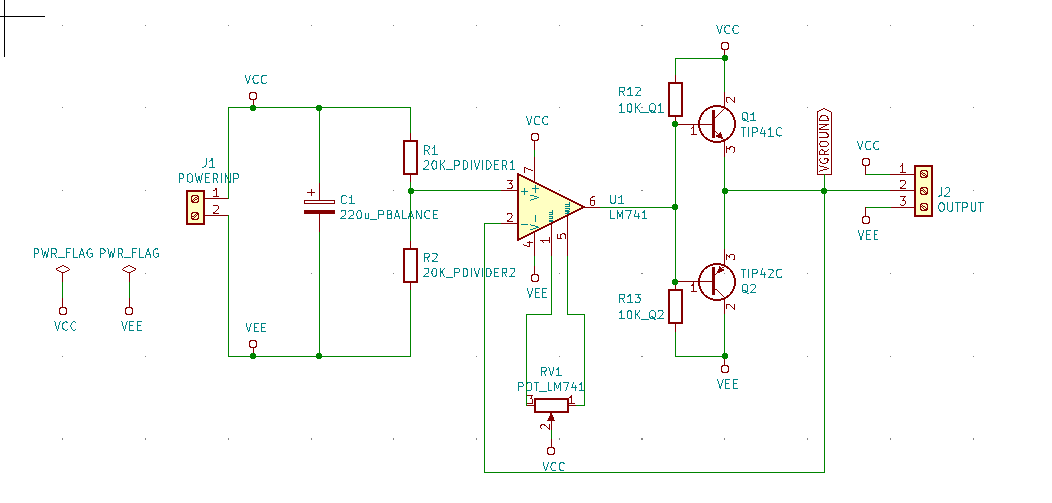 VCC
VCC
R12
10K_Q1
2
Q1
TIP41C
1
3
VGROUND
VCC
VCC
J1
POWERINP
1
2
+
C1
220u_PBALANCE
R1
20K_PDIVIDER1
7
3
+
V+
NULL
NULL
6
U1
LM741
2
-
V-
4
1
5
1
2
3
J2
OUTPUT
VEE
PWR_FLAG
PWR_FLAG
VCC
VEE
VEE
R2
20K_PDIVIDER2
VEE
R13
10K_Q2
3
TIP42C
Q2
1
2
VEE
RV1
POT_LM741
3
1
2
VCC